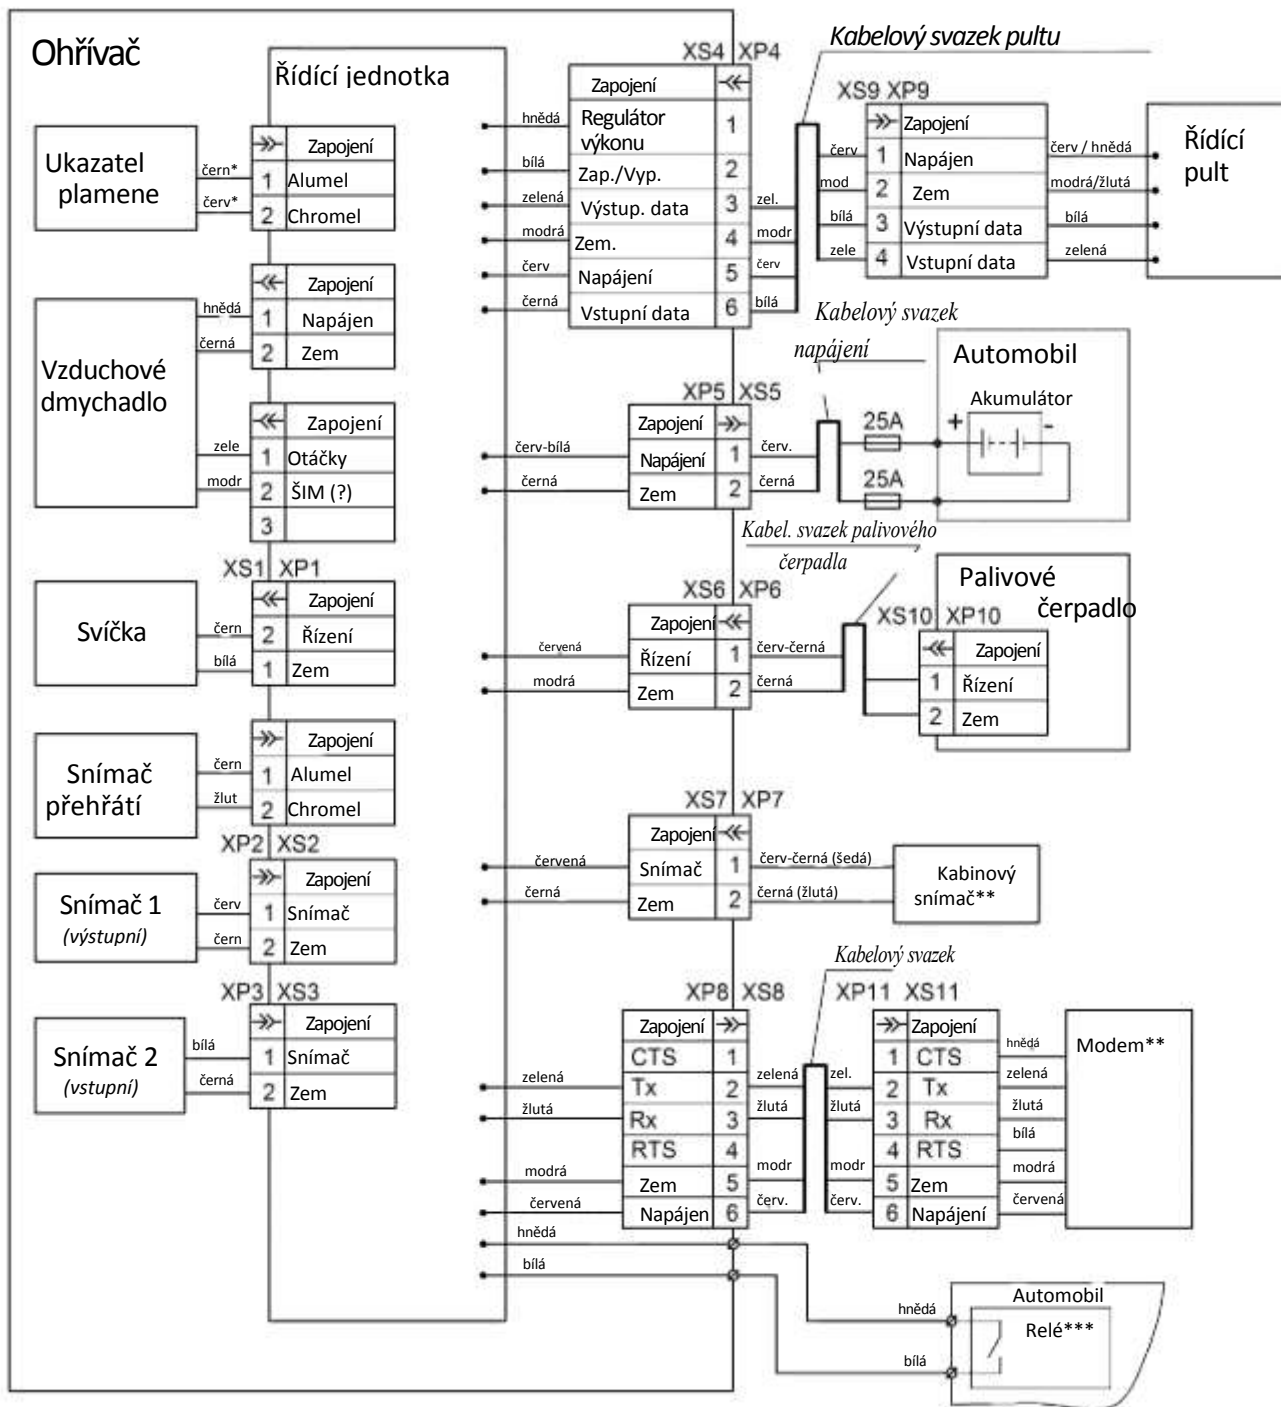 Ohřívač
Řídící jednotka
Ukazatel
plamene
čern*
červ*
Zapojení
1 Alumel
2 Chromel
Vzduchové
dmychadlo
hnědá
černá
Zapojení
1 Napájen
2 Zem
zele
modr
Zapojení
1 Otáčky
2 ŠIM (?)
3
XS1 XP1
Svíčka
čern
bílá
Zapojení
2 Řízení
1 Zem
Snímač
přehřátí
čern
žlut
Zapojení
1 Alumel
2 Chromel
XP2 XS2
Snímač 1
(výstupní)
červ
čern
Zapojení
1 Snímač
2 Zem
XP3 XS3
Snímač 2
(vstupní)
bílá
černá
Zapojení
1 Snímač
2 Zem
XS4 XP4
Zapojení
hnědá Regulátor výkonu 1
bílá Zap./Vyp. 2
zelená Výstup. data 3 zel.
modrá Zem. 4 modr
červ Napájení 5 červ
černá Vstupní data 6 bílá
Kabelový svazek pultu
XS9 XP9
Zapojení
červ 1 Napájen červ / hnědá
mod 2 Zem modrá/žlutá
bílá 3 Výstupní data bílá
zele 4 Vstupní data zelená
Řídící
pult
Kabelový svazek
napájení
XP5 XS5
Zapojení
červ-bílá Napájení 1 červ.
černá Zem 2 černá
25A
25A
Automobil
Akumulátor
+ -
Kabel. svazek palivového
čerpadla
XS6 XP6
Zapojení
červená Řízení 1 červ-černá
modrá Zem 2 černá
Palivové
čerpadlo
XS10 XP10
Zapojení
1 Řízení
2 Zem
XS7 XP7
Zapojení
červená Snímač 1 červ-černá (šedá)
černá Zem 2 černá (žlutá)
Kabinový
snímač**
Kabelový svazek
XP8 XS8
Zapojení
CTS 1
zelená Tx 2 zelená
žlutá Rx 3 žlutá
RTS 4
modrá Zem 5 modr
červená Napájen 6 červ.
XP11 XS11
Zapojení
1 CTS hnědá
zel. 2 Tx zelená
žlutá 3 Rx žlutá
4 RTS bílá
modr 5 Zem modrá
červ. 6 Napájení červená
Modem**
hnědá
bílá
hnědá
bílá
Automobil
Relé***